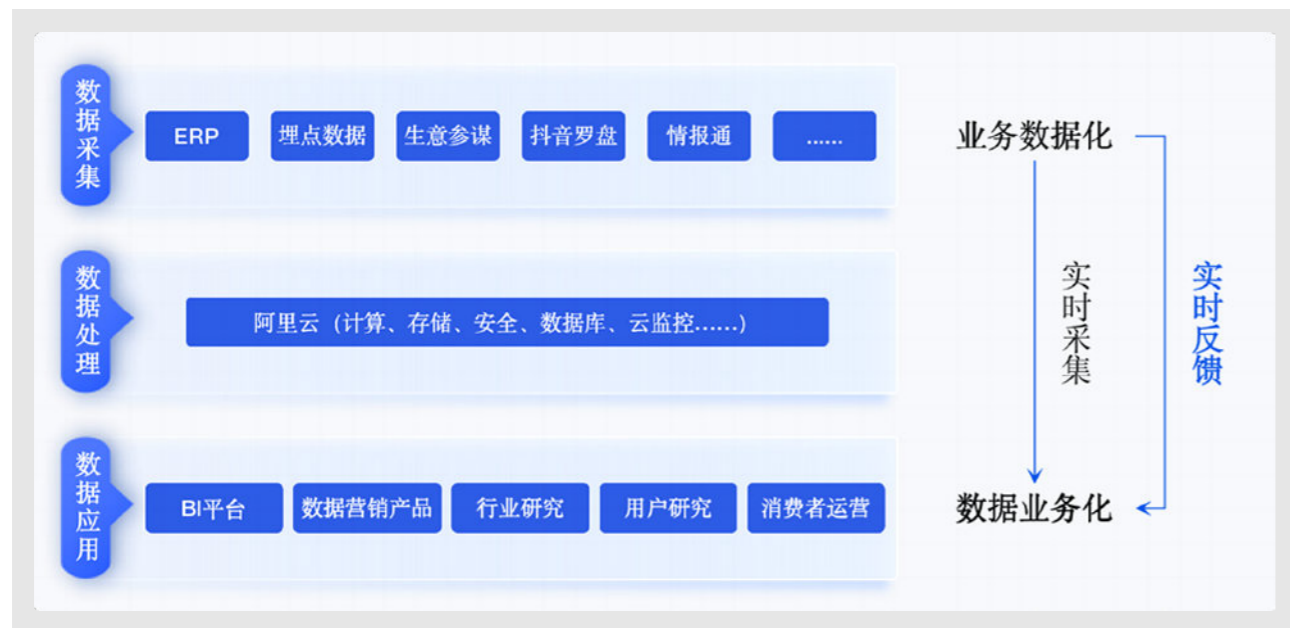 数据采集
ERP
埋点数据
生意参谋
抖音罗盘
情报通
......
数据处理
阿里云（计算、存储、安全、数据库、云监控......）
数据应用
BI平台
数据营销产品
行业研究
用户研究
消费者运营
业务数据化
实时采集
实时反馈
数据业务化